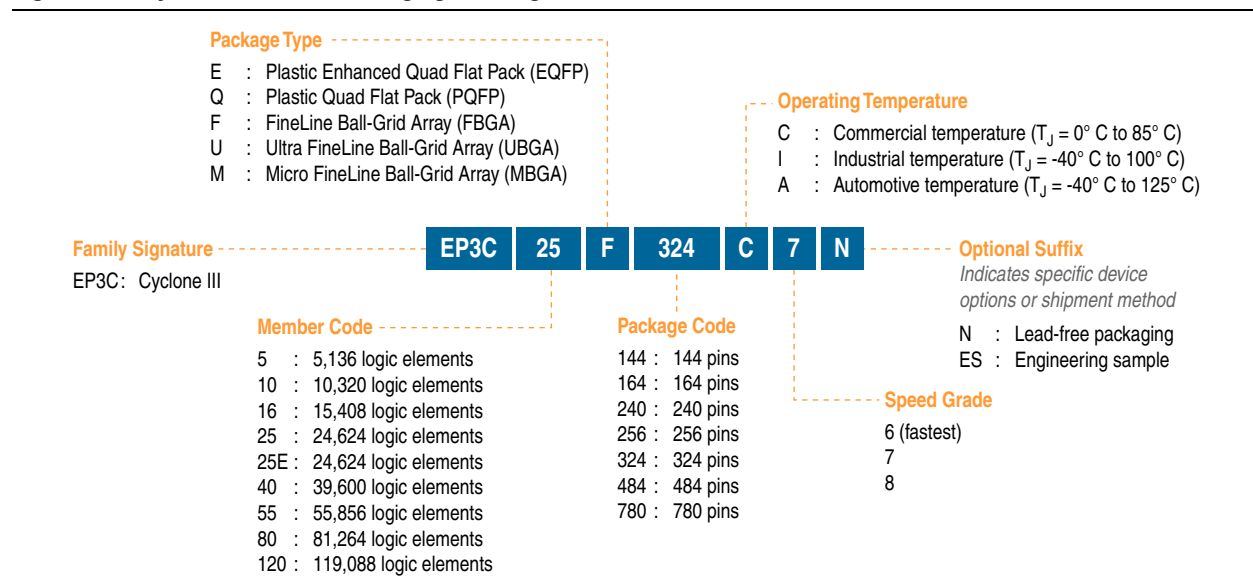 Package Type
E : Plastic Enhanced Quad Flat Pack (EQFP)
Q : Plastic Quad Flat Pack (PQFP)
F : FineLine Ball-Grid Array (FBGA)
U : Ultra FineLine Ball-Grid Array (UBGA)
M : Micro FineLine Ball-Grid Array (MBGA)
Operating Temperature
C : Commercial temperature (TJ = 0° C to 85° C)
I : Industrial temperature (TJ = -40° C to 100° C)
A : Automotive temperature (TJ = -40° C to 125° C)
Family Signature
EP3C : Cyclone III
EP3C 25 F 324 C 7 N
Optional Suffix
Indicates specific device
options or shipment method
N : Lead-free packaging
ES : Engineering sample
Member Code
5 : 5,136 logic elements
10 : 10,320 logic elements
16 : 15,408 logic elements
25 : 24,624 logic elements
25E : 24,624 logic elements
40 : 39,600 logic elements
55 : 55,856 logic elements
80 : 81,264 logic elements
120 : 119,088 logic elements
Package Code
144 : 144 pins
164 : 164 pins
240 : 240 pins
256 : 256 pins
324 : 324 pins
484 : 484 pins
780 : 780 pins
Speed Grade
6 (fastest)
7
8